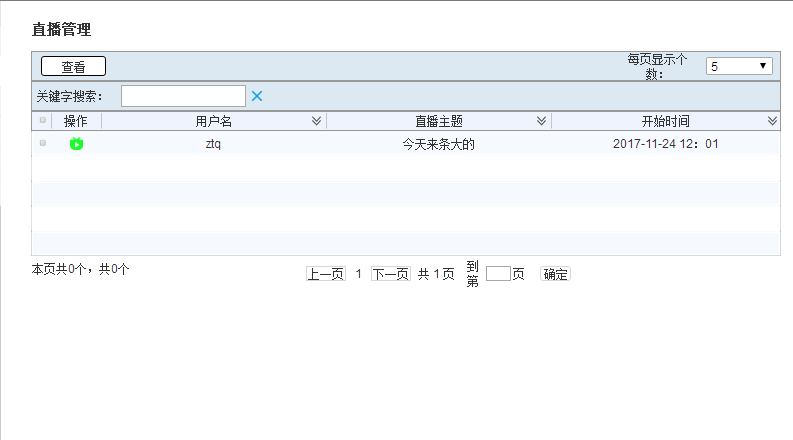 直播管理
查看
每页显示个
数：
5
关键字搜索：
操作
用户名
直播主题
开始时间
ztq
今天来条大的
2017-11-24 12：01
本页共0个，共0个
上一页 1 下一页 共 1 页 到
第
页 确定